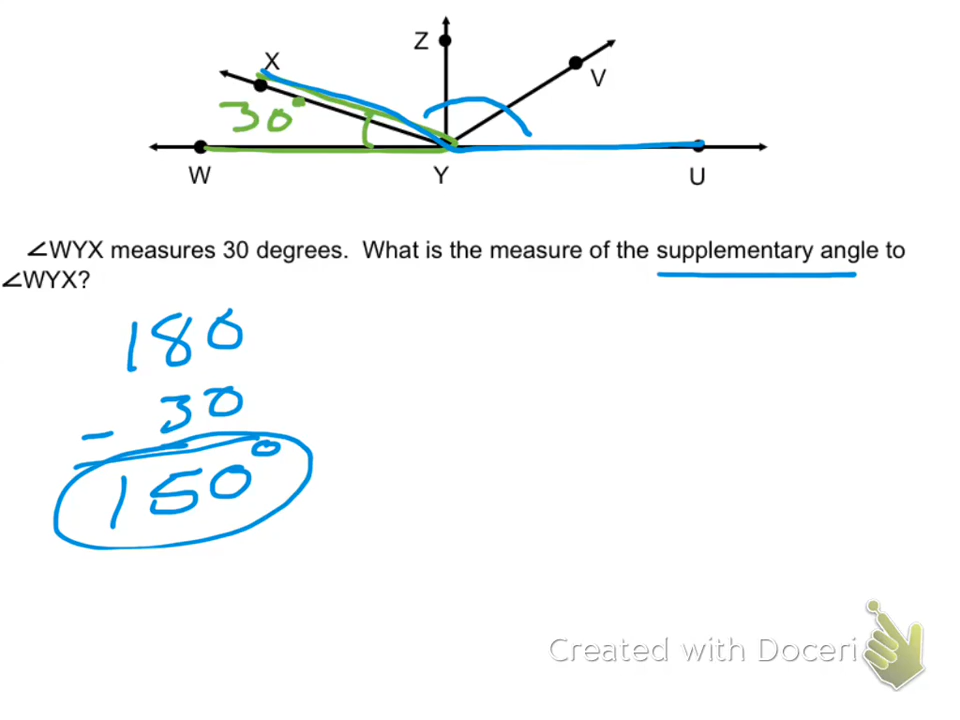 Z
X
V
30°
W
Y
U
∠WYX measures 30 degrees. What is the measure of the supplementary angle to
∠WYX?
180
- 30
150°
Created with Doceri